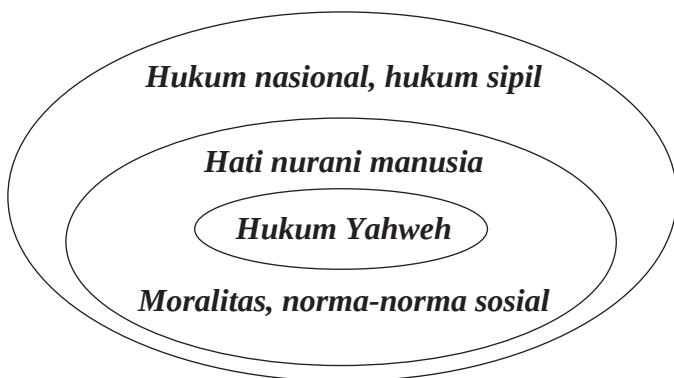 Hukum nasional, hukum sipil
Hati nurani manusia
Hukum Yahweh
Moralitas, norma-norma sosial